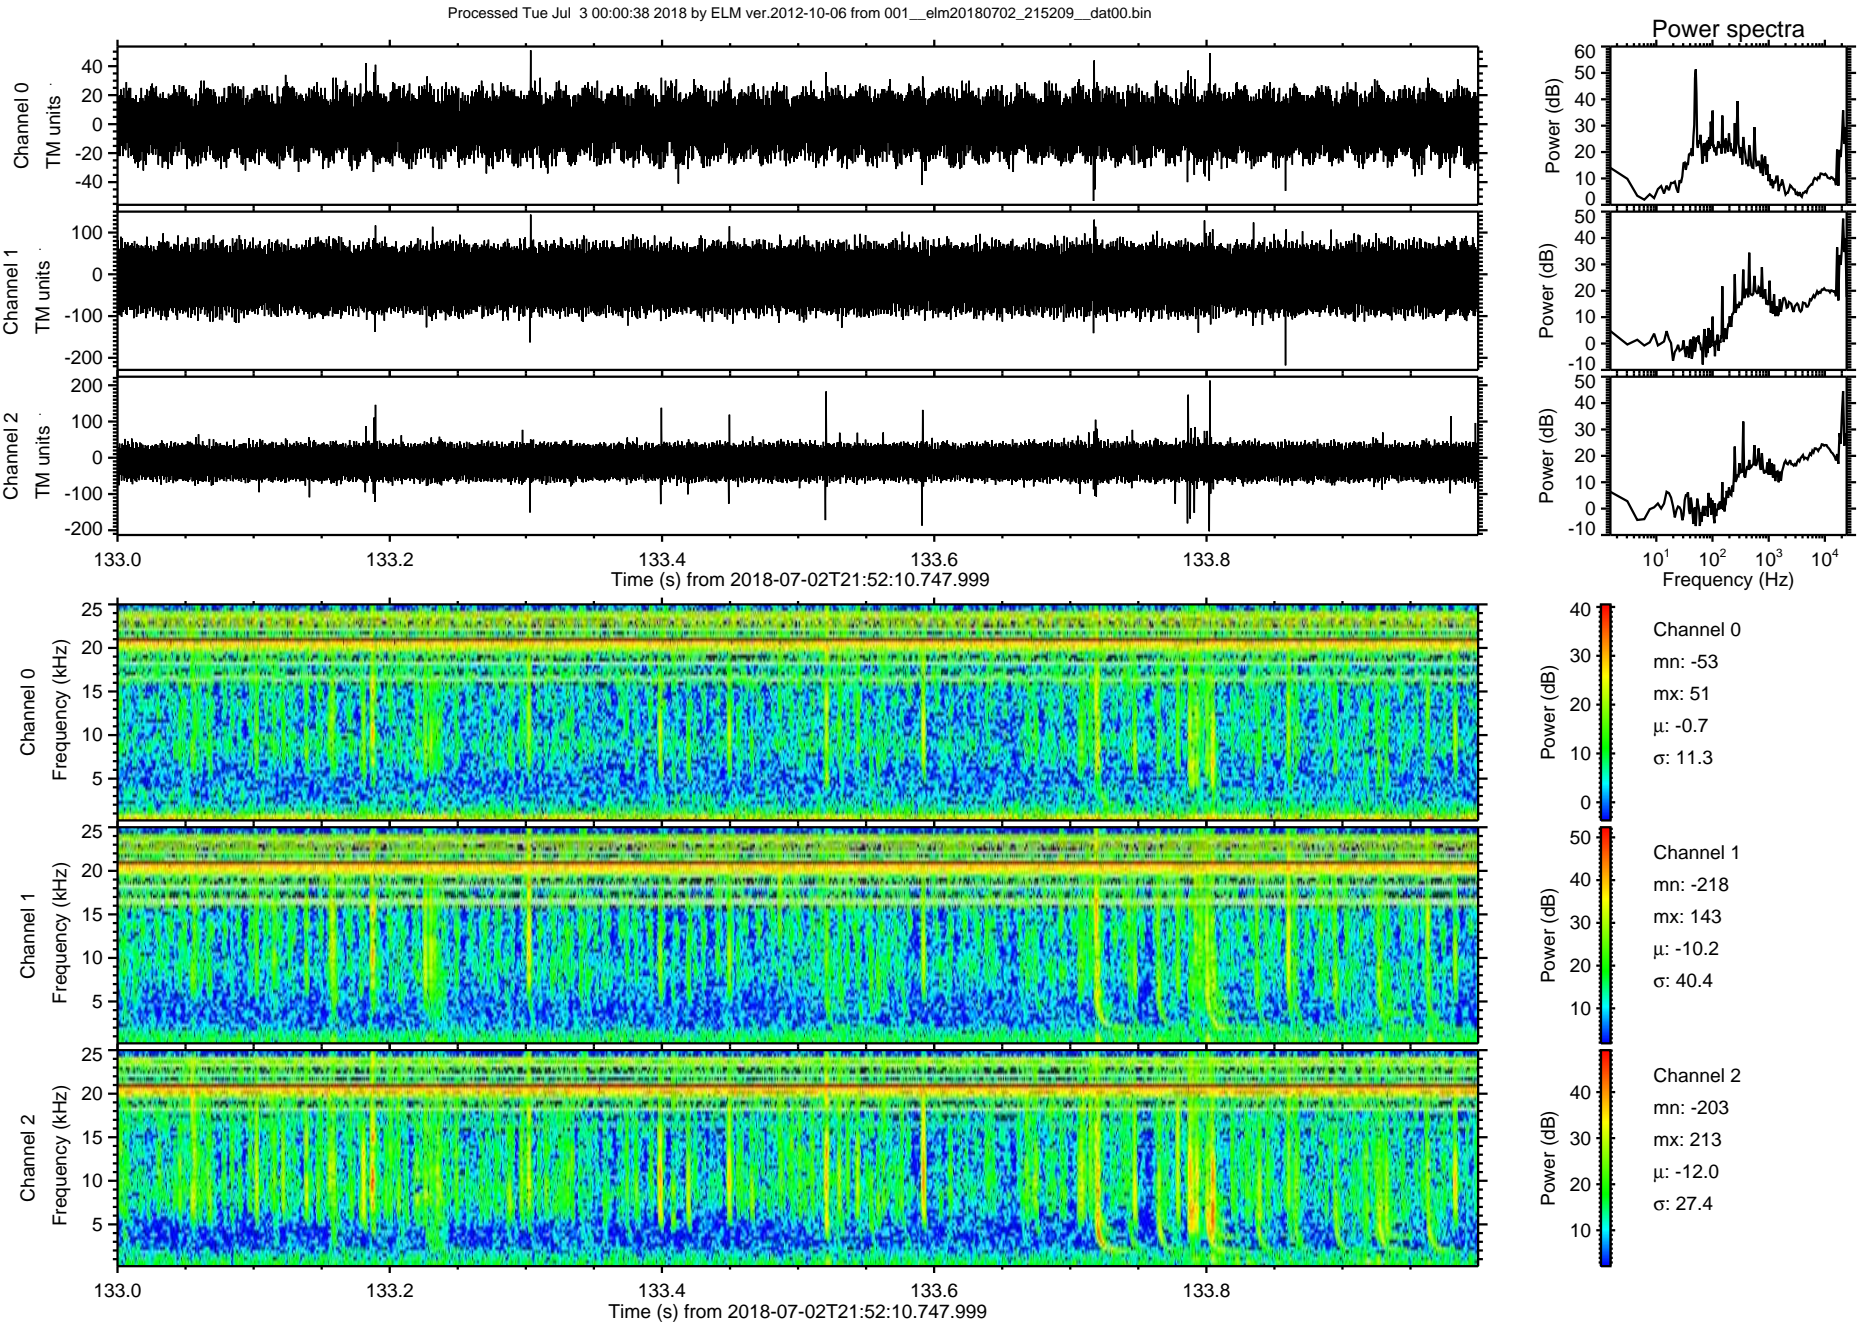 Processed Tue Jul  3 00:00:38 2018 by ELM ver.2012-10-06 from 001__elm20180702_215209__dat00.bin
Power spectra
Channel 0
TM units
40
20
0
-20
-40
Power (dB)
60
50
40
30
20
10
0
Channel 1
TM units
100
0
-100
-200
Power (dB)
50
40
30
20
10
0
-10
Channel 2
TM units
200
100
0
-100
-200
Power (dB)
50
40
30
20
10
0
-10
133.0 133.2 133.4 133.6 133.8
Time (s) from 2018-07-02T21:52:10.747.999
10^1 10^2 10^3 10^4
Frequency (Hz)
Channel 0
Frequency (kHz)
25
20
15
10
5
Power (dB)
40
30
20
10
0
Channel 0
mn: -53
mx: 51
μ: -0.7
σ: 11.3
Channel 1
Frequency (kHz)
25
20
15
10
5
Power (dB)
50
40
30
20
10
Channel 1
mn: -218
mx: 143
μ: -10.2
σ: 40.4
Channel 2
Frequency (kHz)
25
20
15
10
5
Power (dB)
40
30
20
10
Channel 2
mn: -203
mx: 213
μ: -12.0
σ: 27.4
133.0 133.2 133.4 133.6 133.8
Time (s) from 2018-07-02T21:52:10.747.999